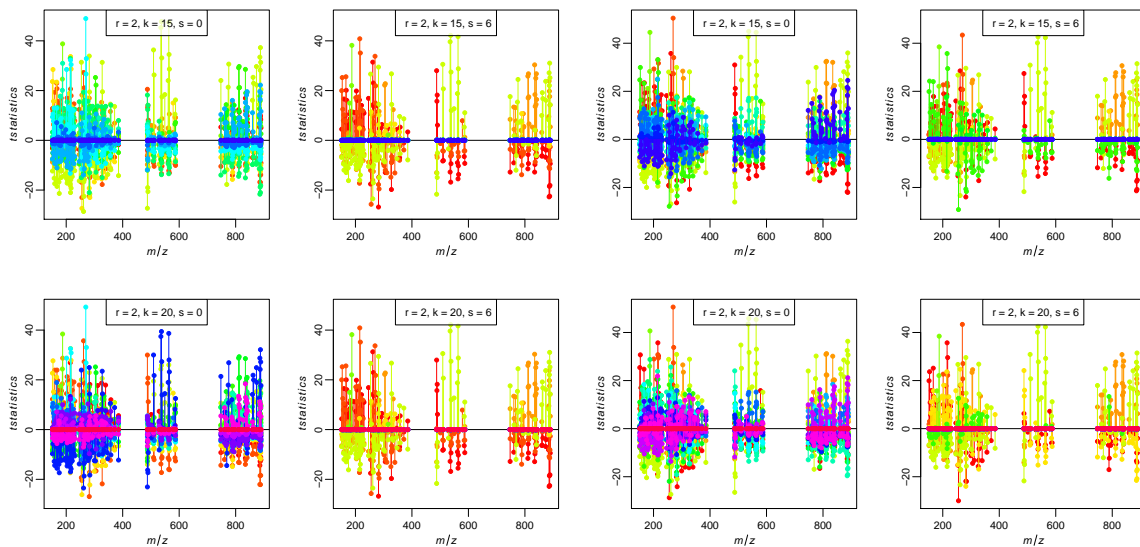 r = 2, k = 15, s = 0
tstatistics
−20 0 20 40
200 400 600 800
m/z
r = 2, k = 15, s = 6
tstatistics
−20 0 20 40
200 400 600 800
m/z
r = 2, k = 15, s = 0
tstatistics
−20 0 20 40
200 400 600 800
m/z
r = 2, k = 15, s = 6
tstatistics
−20 0 20 40
200 400 600 800
m/z
r = 2, k = 20, s = 0
tstatistics
−20 0 20 40
200 400 600 800
m/z
r = 2, k = 20, s = 6
tstatistics
−20 0 20 40
200 400 600 800
m/z
r = 2, k = 20, s = 0
tstatistics
−20 0 20 40
200 400 600 800
m/z
r = 2, k = 20, s = 6
tstatistics
−20 0 20 40
200 400 600 800
m/z